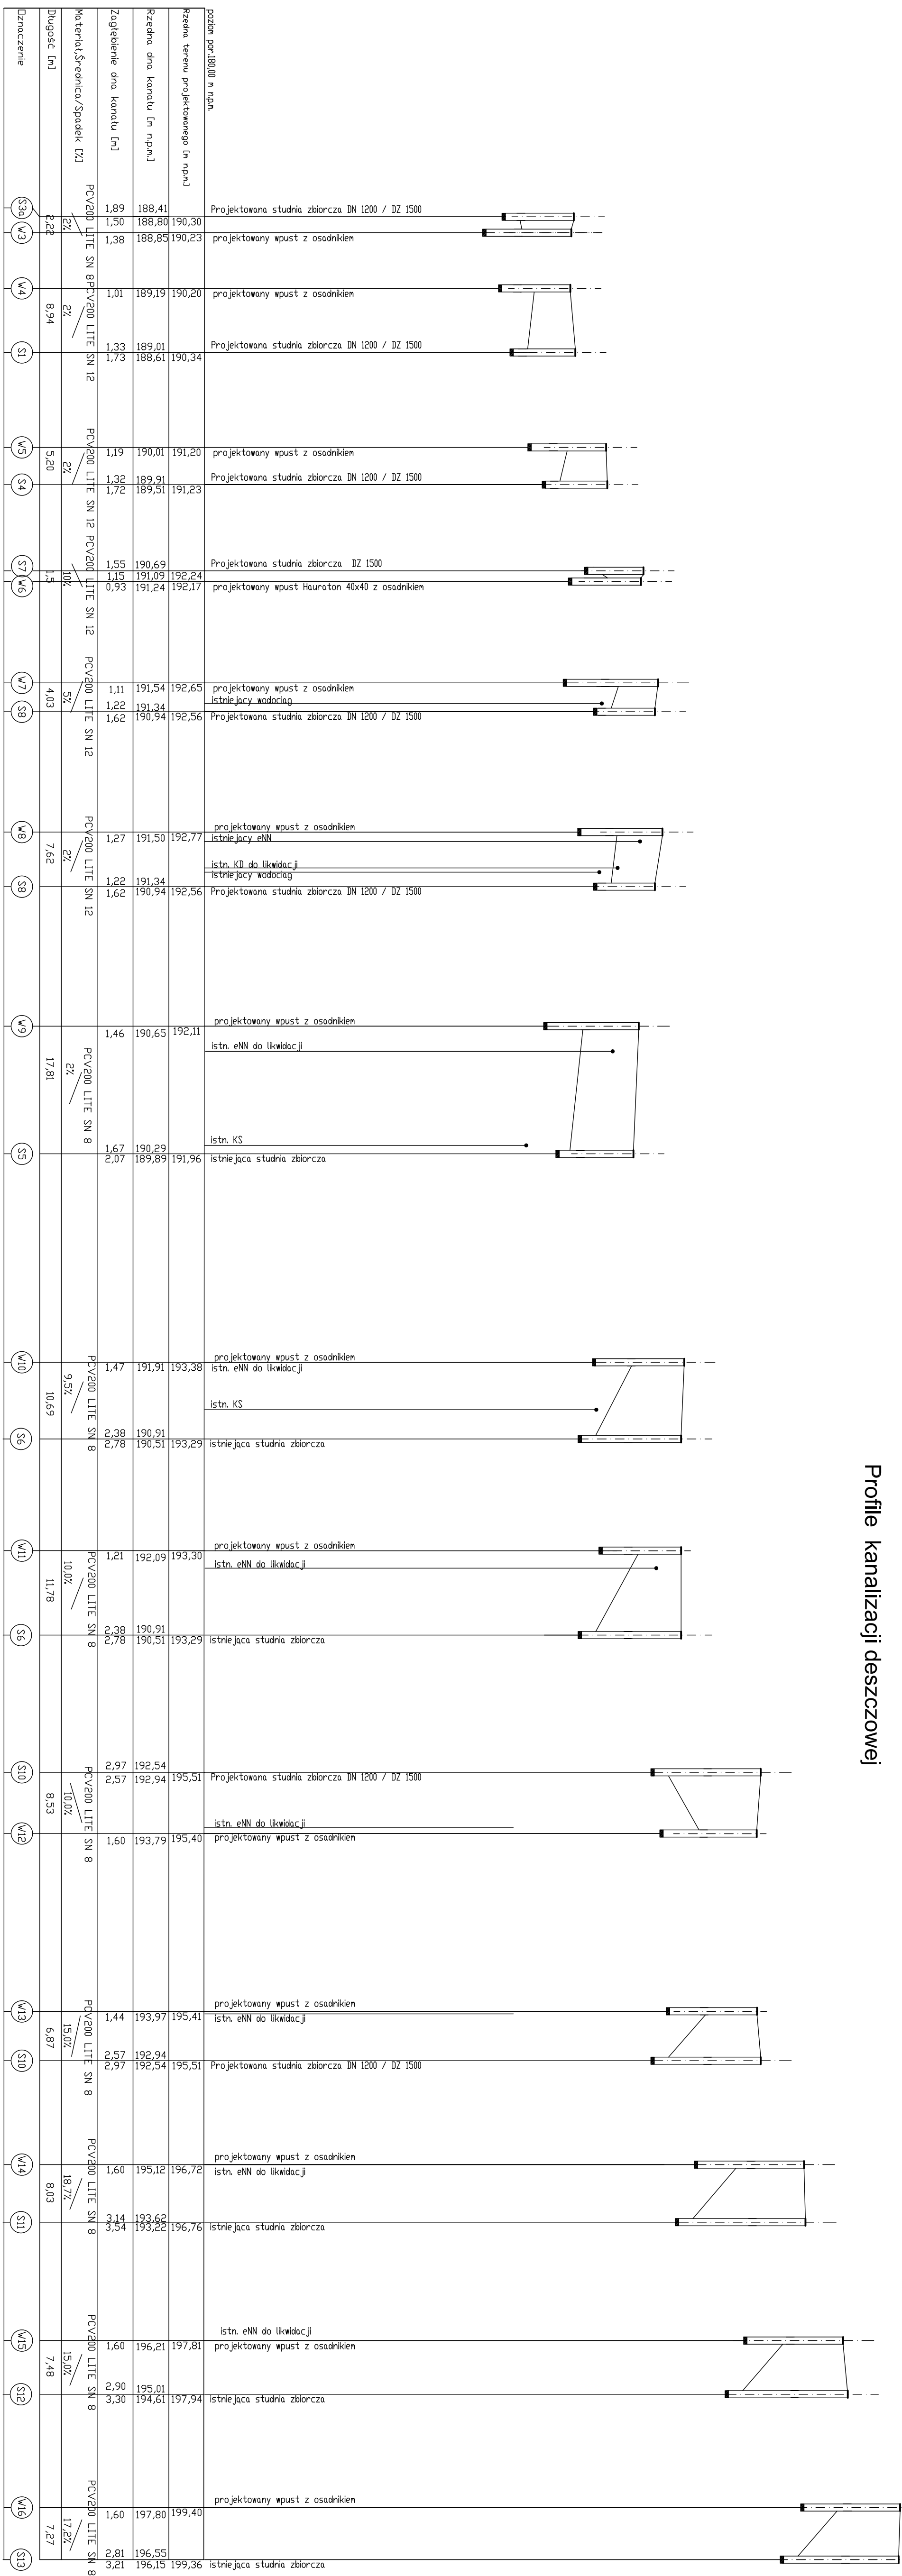 Profile kanalizacji deszczowej
poziom por.180,00 m n.p.m.
Rzędna terenu projektowanego [m n.p.m.]
Rzędna dna kanału [m n.p.m.]
Zagłębienie dna kanału [m]
Materiał,Średnica/Spadek [%]
Długość [m]
Oznaczenie
Projektowana studnia zbiorcza DN 1200 / DZ 1500
1,89 188,41
1,50 188,80 190,30
S3a
projektowany wpust z osadnikiem
1,38 188,85 190,23
W3
PCV200 LITE SN 8
2%
2,22
projektowany wpust z osadnikiem
1,01 189,19 190,20
W4
PCV200 LITE SN 12
2%
8,94
Projektowana studnia zbiorcza DN 1200 / DZ 1500
1,33 189,01
1,73 188,61 190,34
S1
projektowany wpust z osadnikiem
1,19 190,01 191,20
W5
PCV200 LITE SN 12
2%
5,20
Projektowana studnia zbiorcza DN 1200 / DZ 1500
1,32 189,91
1,72 189,51 191,23
S4
Projektowana studnia zbiorcza DZ 1500
1,55 190,69
1,15 191,09 192,24
S7
PCV200 LITE SN 12
10%
1,5
projektowany wpust Hauraton 40x40 z osadnikiem
0,93 191,24 192,17
W6
projektowany wpust z osadnikiem
1,11 191,54 192,65
W7
PCV200 LITE SN 12
5%
4,03
istniejący wodociąg
1,22 191,34
1,62 190,94 192,56 Projektowana studnia zbiorcza DN 1200 / DZ 1500
S8
projektowany wpust z osadnikiem
istniejący eNN
1,27 191,50 192,77
W8
PCV200 LITE SN 12
2%
7,62
istn. KD do likwidacji
istniejący wodociąg
1,22 191,34
1,62 190,94 192,56 Projektowana studnia zbiorcza DN 1200 / DZ 1500
S8
projektowany wpust z osadnikiem
1,46 190,65 192,11
W9
istn. eNN do likwidacji
PCV200 LITE SN 8
2%
17,81
istn. KS
1,67 190,29
2,07 189,89 191,96 istniejąca studnia zbiorcza
S5
projektowany wpust z osadnikiem
istn. eNN do likwidacji
1,47 191,91 193,38
W10
PCV200 LITE SN 8
9,5%
10,69
istn. KS
2,38 190,91
2,78 190,51 193,29 istniejąca studnia zbiorcza
S6
projektowany wpust z osadnikiem
1,21 192,09 193,30
W11
istn. eNN do likwidacji
PCV200 LITE SN 8
10,0%
11,78
2,38 190,91
2,78 190,51 193,29 istniejąca studnia zbiorcza
S6
2,97 192,54
2,57 192,94 195,51 Projektowana studnia zbiorcza DN 1200 / DZ 1500
S10
PCV200 LITE SN 8
10,0%
8,53
istn. eNN do likwidacji
1,60 193,79 195,40 projektowany wpust z osadnikiem
W12
projektowany wpust z osadnikiem
istn. eNN do likwidacji
1,44 193,97 195,41
W13
PCV200 LITE SN 8
15,0%
6,87
2,57 192,94
2,97 192,54 195,51 Projektowana studnia zbiorcza DN 1200 / DZ 1500
S10
projektowany wpust z osadnikiem
istn. eNN do likwidacji
1,60 195,12 196,72
W14
PCV200 LITE SN 8
18,7%
8,03
3,14 193,62
3,54 193,22 196,76 istniejąca studnia zbiorcza
S11
istn. eNN do likwidacji
projektowany wpust z osadnikiem
1,60 196,21 197,81
W15
PCV200 LITE SN 8
15,0%
7,48
2,90 195,01
3,30 194,61 197,94 istniejąca studnia zbiorcza
S12
projektowany wpust z osadnikiem
1,60 197,80 199,40
W16
PCV200 LITE SN 8
17,2%
7,27
2,81 196,55
3,21 196,15 199,36 istniejąca studnia zbiorcza
S13